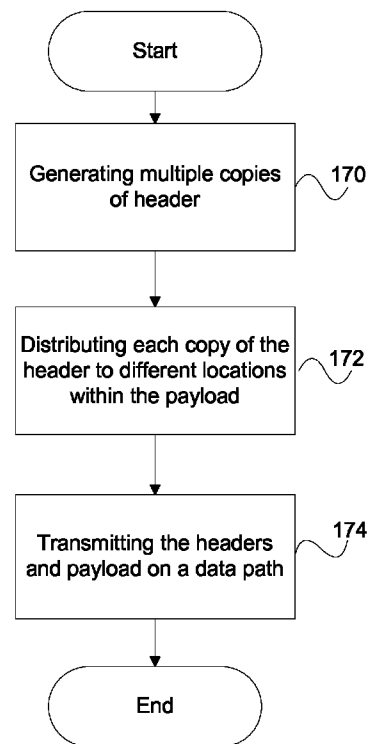 Start
Generating multiple copies
of header
170
Distributing each copy of the
header to different locations
within the payload
172
Transmitting the headers
and payload on a data path
174
End